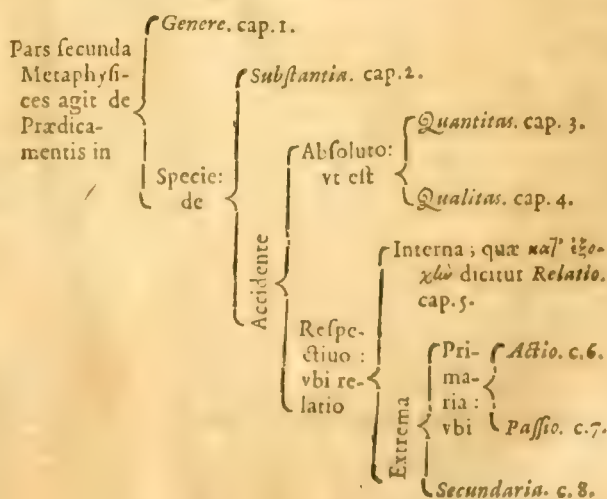 Pars ſecunda
Metaphyſi-
ces agit de
Prædica-
mentis in
Genere. cap. 1.
Specie:
de
Subſtantia. cap. 2.
Accidente
Abſoluto:
vt eſt
Quantitas. cap. 3.
Qualitas. cap. 4.
Reſpe-
ctiuo:
vbi re-
latio
Interna; quæ κατ' ἐξο-
χlὼ dicitur Relatio.
cap. 5.
Extrema
Pri-
ma-
ria:
vbi
Actio. c. 6.
Paſſio. c. 7.
Secundaria. c. 8.